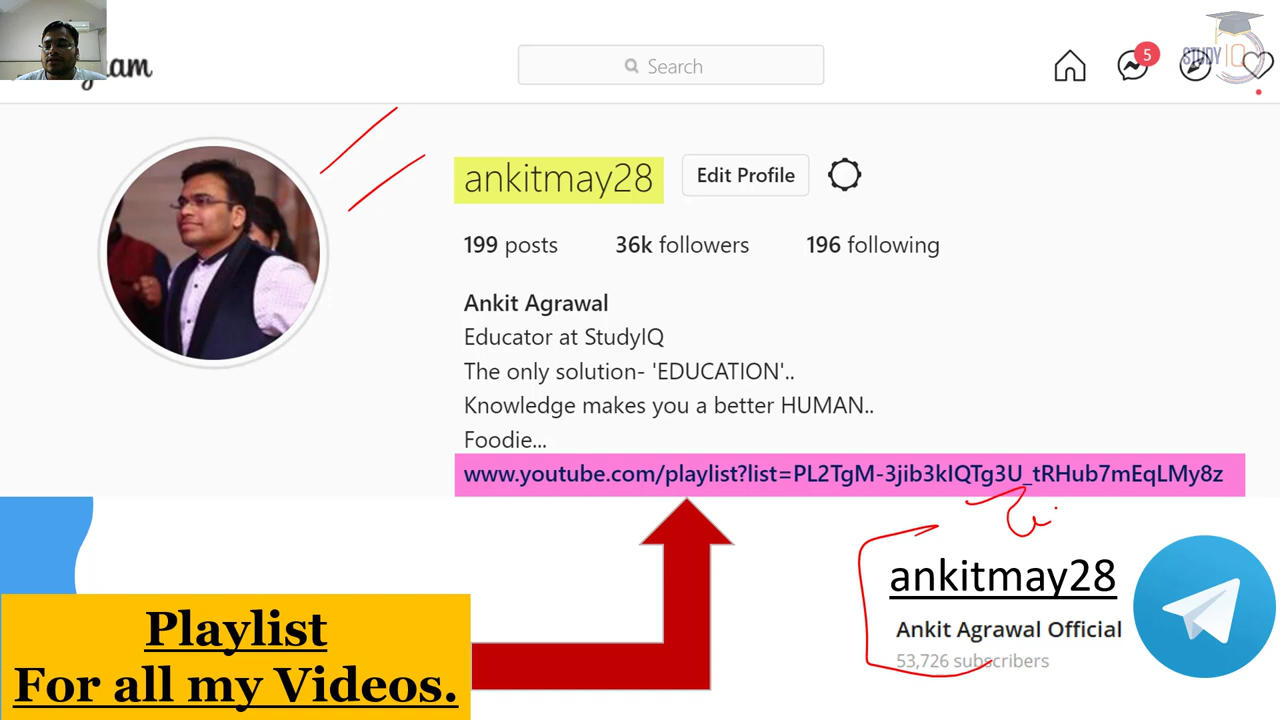 Search
5
STUDY IQ
ankitmay28
Edit Profile
199 posts 36k followers 196 following
Ankit Agrawal
Educator at StudyIQ
The only solution- 'EDUCATION'..
Knowledge makes you a better HUMAN..
Foodie...
www.youtube.com/playlist?list=PL2TgM-3jib3kIQTg3U_tRHub7mEqLMy8z
ankitmay28
Ankit Agrawal Official
53,726 subscribers
Playlist
For all my Videos.